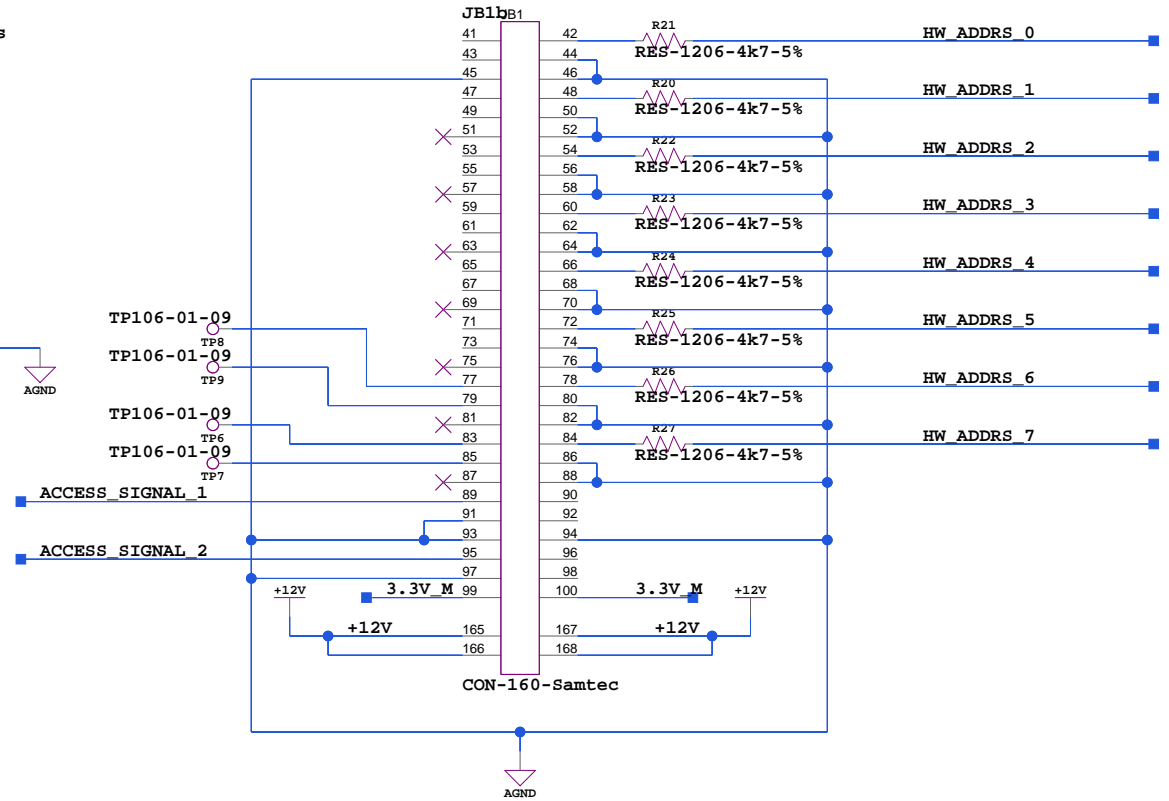 JB1b JB1
s
41 42 R21 HW_ADDRS_0
RES-1206-4k7-5%
43 44
45 46
R20
47 48 HW_ADDRS_1
RES-1206-4k7-5%
49 50
51 52
R22
53 54 HW_ADDRS_2
RES-1206-4k7-5%
55 56
57 58
R23
59 60 HW_ADDRS_3
RES-1206-4k7-5%
61 62
63 64
R24
65 66 HW_ADDRS_4
RES-1206-4k7-5%
67 68
69 70
TP106-01-09 R25
71 72 HW_ADDRS_5
TP8 RES-1206-4k7-5%
73 74
TP106-01-09
75 76
AGND TP9 R26
77 78 HW_ADDRS_6
RES-1206-4k7-5%
79 80
TP106-01-09
81 82
TP6 R27
83 84 HW_ADDRS_7
TP106-01-09 RES-1206-4k7-5%
85 86
TP7
87 88
ACCESS_SIGNAL_1 89 90
91 92
93 94
ACCESS_SIGNAL_2 95 96
97 98
+12V 3.3V_M 99 100 3.3V_M +12V
+12V 165 167 +12V
166 168
CON-160-Samtec
AGND